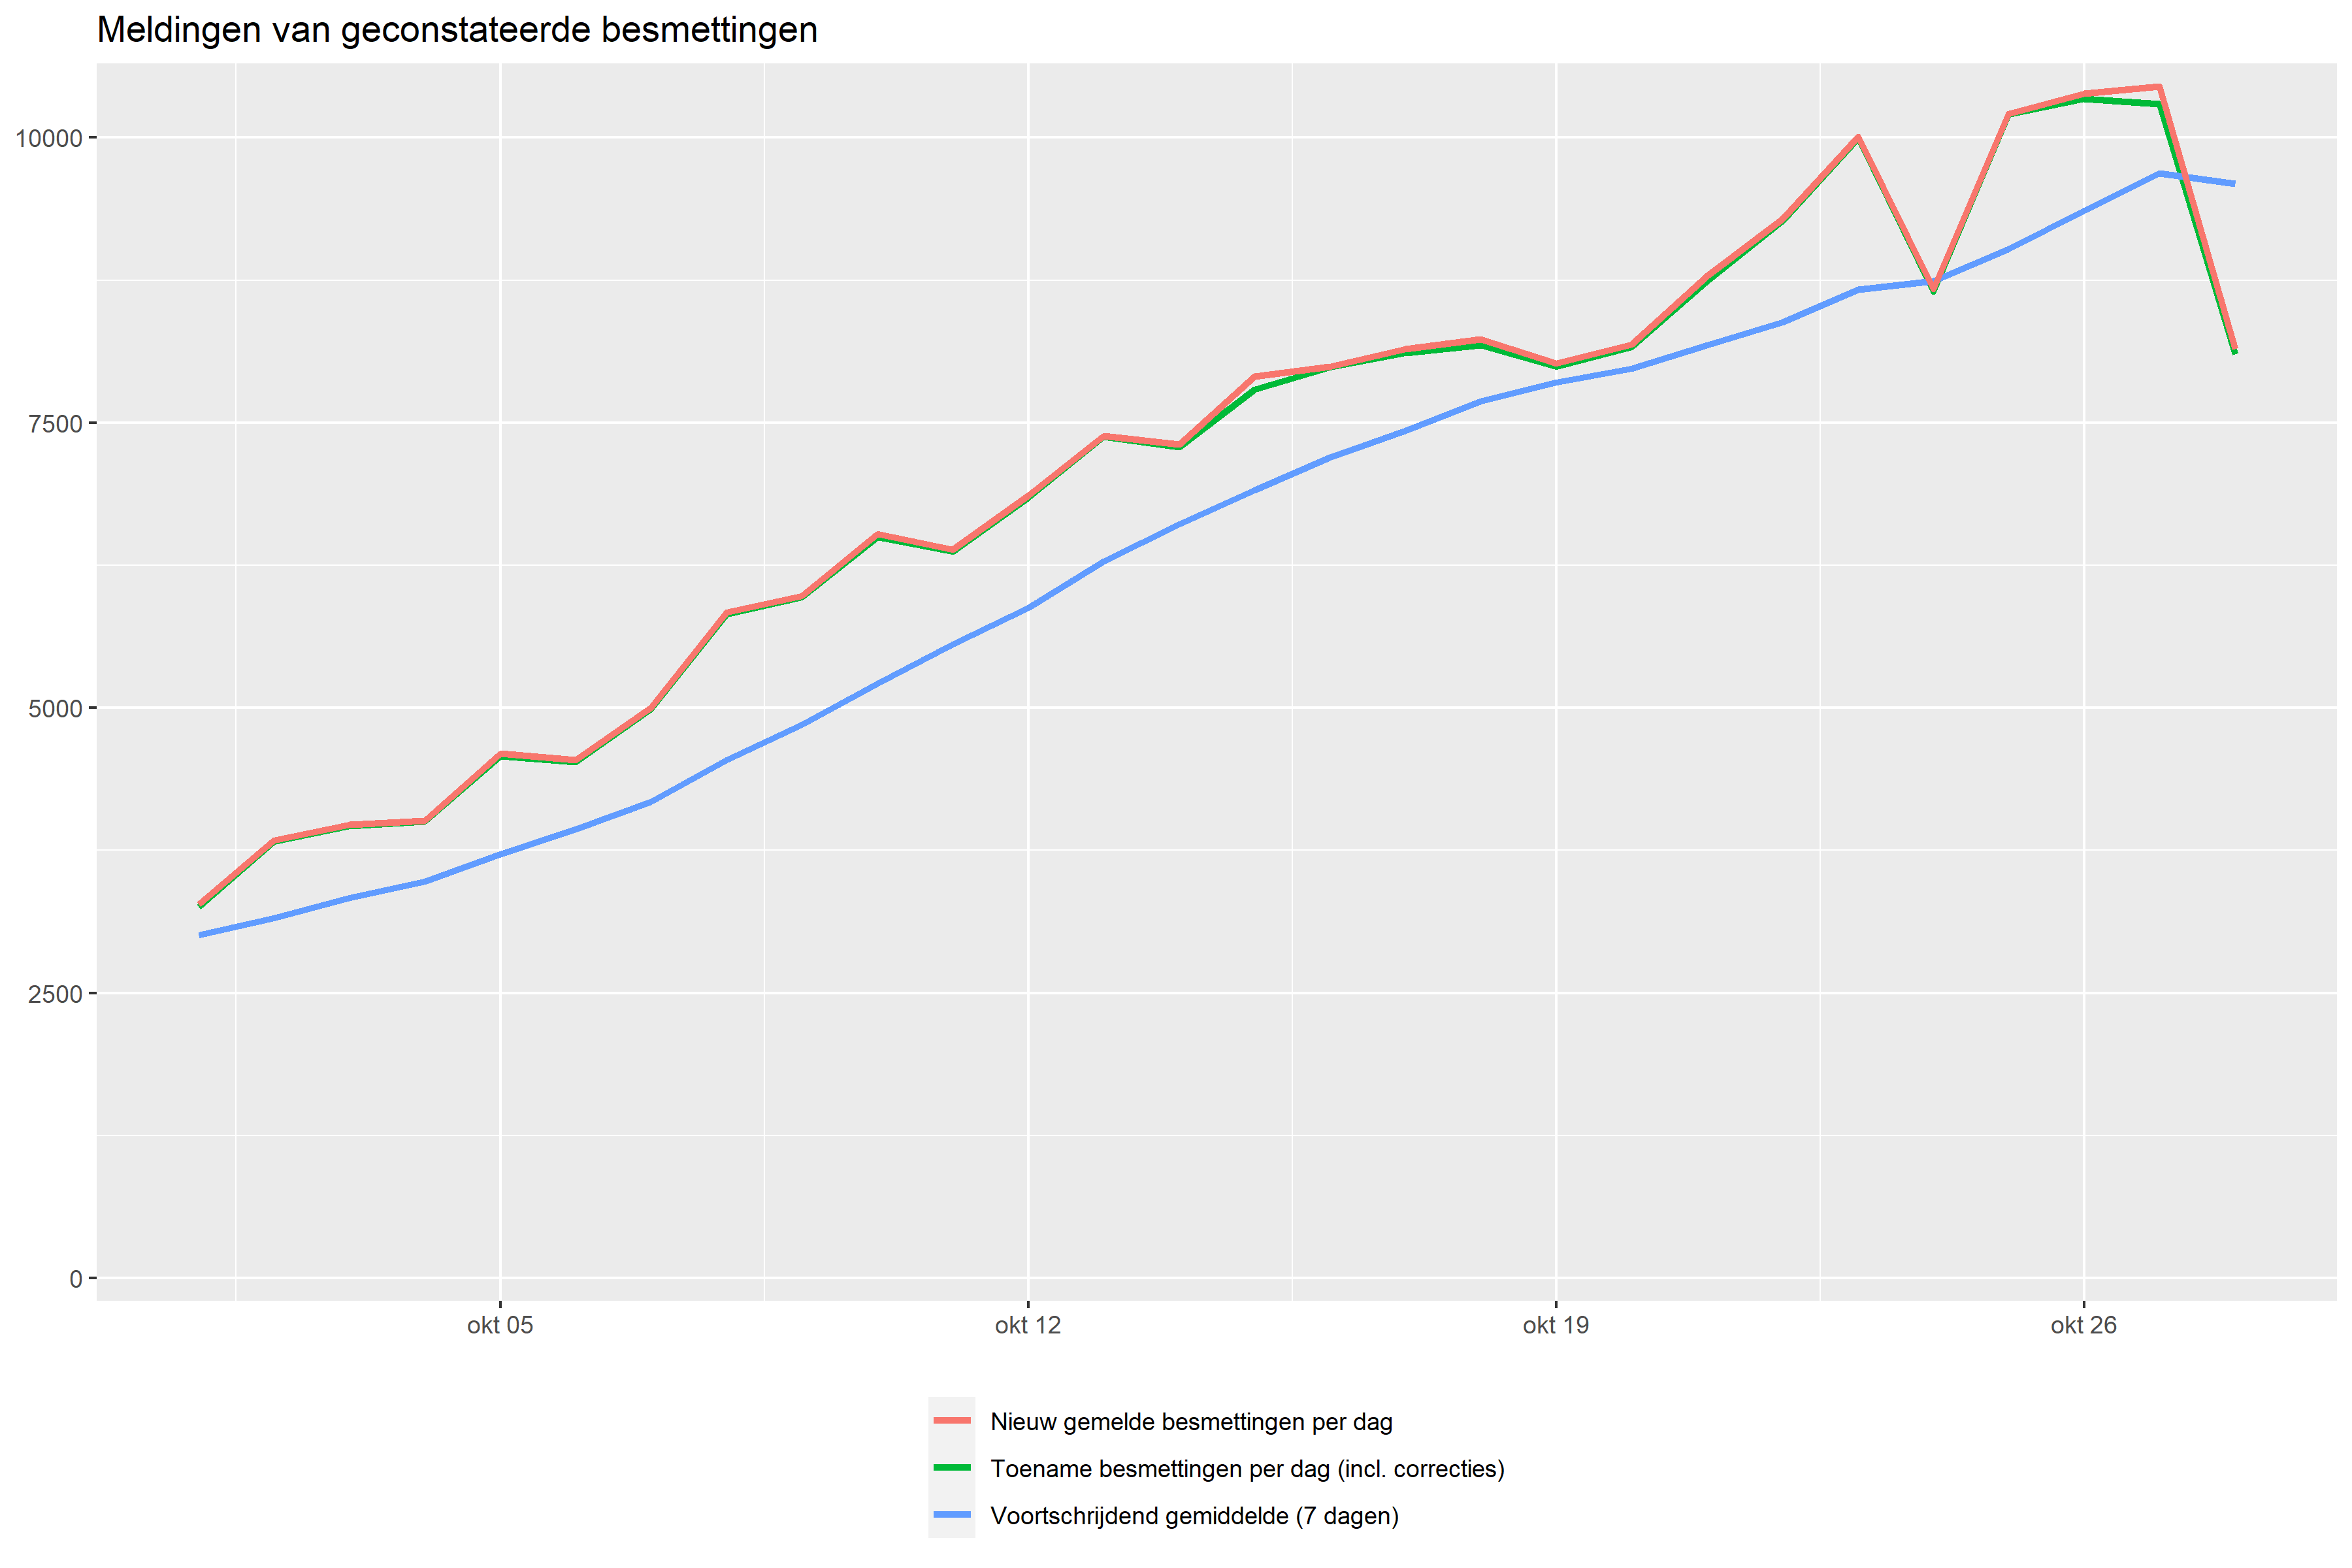 Meldingen van geconstateerde besmettingen
10000
7500
5000
2500
0
okt 05 okt 12 okt 19 okt 26
Nieuw gemelde besmettingen per dag
Toename besmettingen per dag (incl. correcties)
Voortschrijdend gemiddelde (7 dagen)